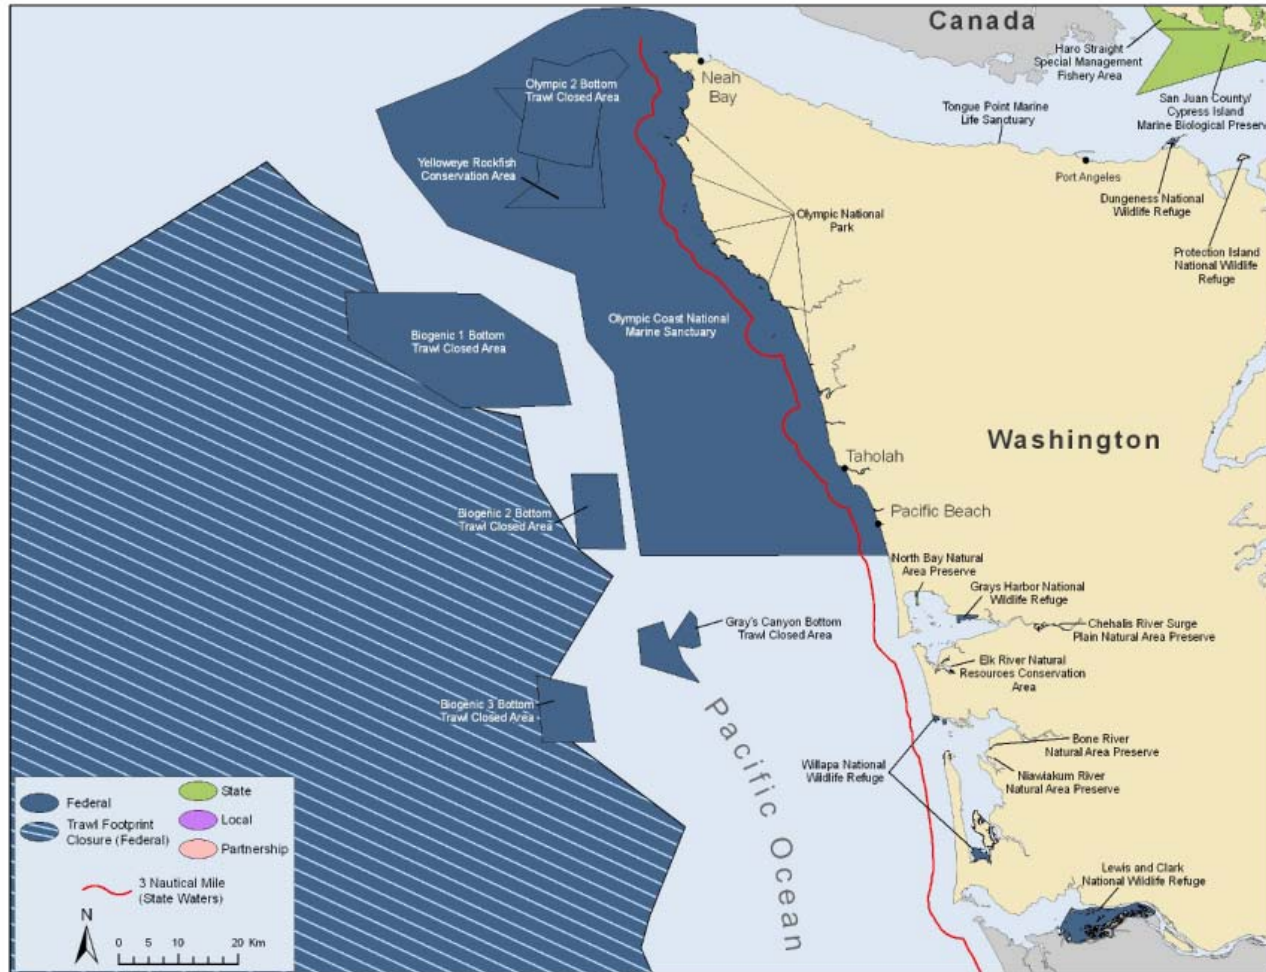 Canada
Haro Straight
Special Management
Fishery Area
San Juan County/
Cypress Island
Marine Biological Preserve
Neah
Bay
Tongue Point Marine
Life Sanctuary
Port Angeles
Dungeness National
Wildlife Refuge
Protection Island
National Wildlife
Refuge
Olympic 2 Bottom
Trawl Closed Area
Yelloweye Rockfish
Conservation Area
Olympic National
Park
Olympic Coast National
Marine Sanctuary
Biogenic 1 Bottom
Trawl Closed Area
Washington
Taholah
Pacific Beach
Biogenic 2 Bottom
Trawl Closed Area
North Bay Natural
Area Preserve
Grays Harbor National
Wildlife Refuge
Chehalis River Surge
Plain Natural Area Preserve
Gray's Canyon Bottom
Trawl Closed Area
Elk River Natural
Resources Conservation
Area
Biogenic 3 Bottom
Trawl Closed Area
Pacific Ocean
Willapa National
Wildlife Refuge
Bone River
Natural Area Preserve
Niawiakum River
Natural Area Preserve
Lewis and Clark
National Wildlife Refuge
Federal
Trawl Footprint
Closure (Federal)
State
Local
Partnership
3 Nautical Mile
(State Waters)
N
0 5 10 20 Km